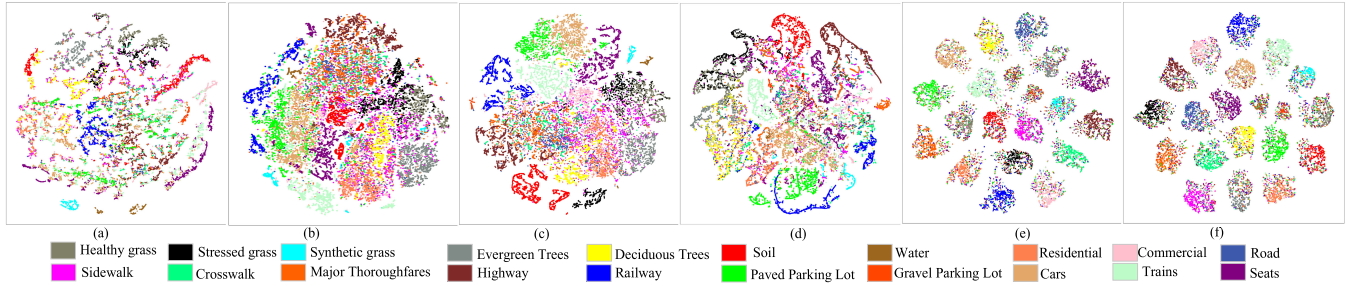 (a) (b) (c) (d) (e) (f)
Healthy grass Stressed grass Synthetic grass Evergreen Trees Deciduous Trees Soil Water Residential Commercial Road
Sidewalk Crosswalk Major Thoroughfares Highway Railway Paved Parking Lot Gravel Parking Lot Cars Trains Seats